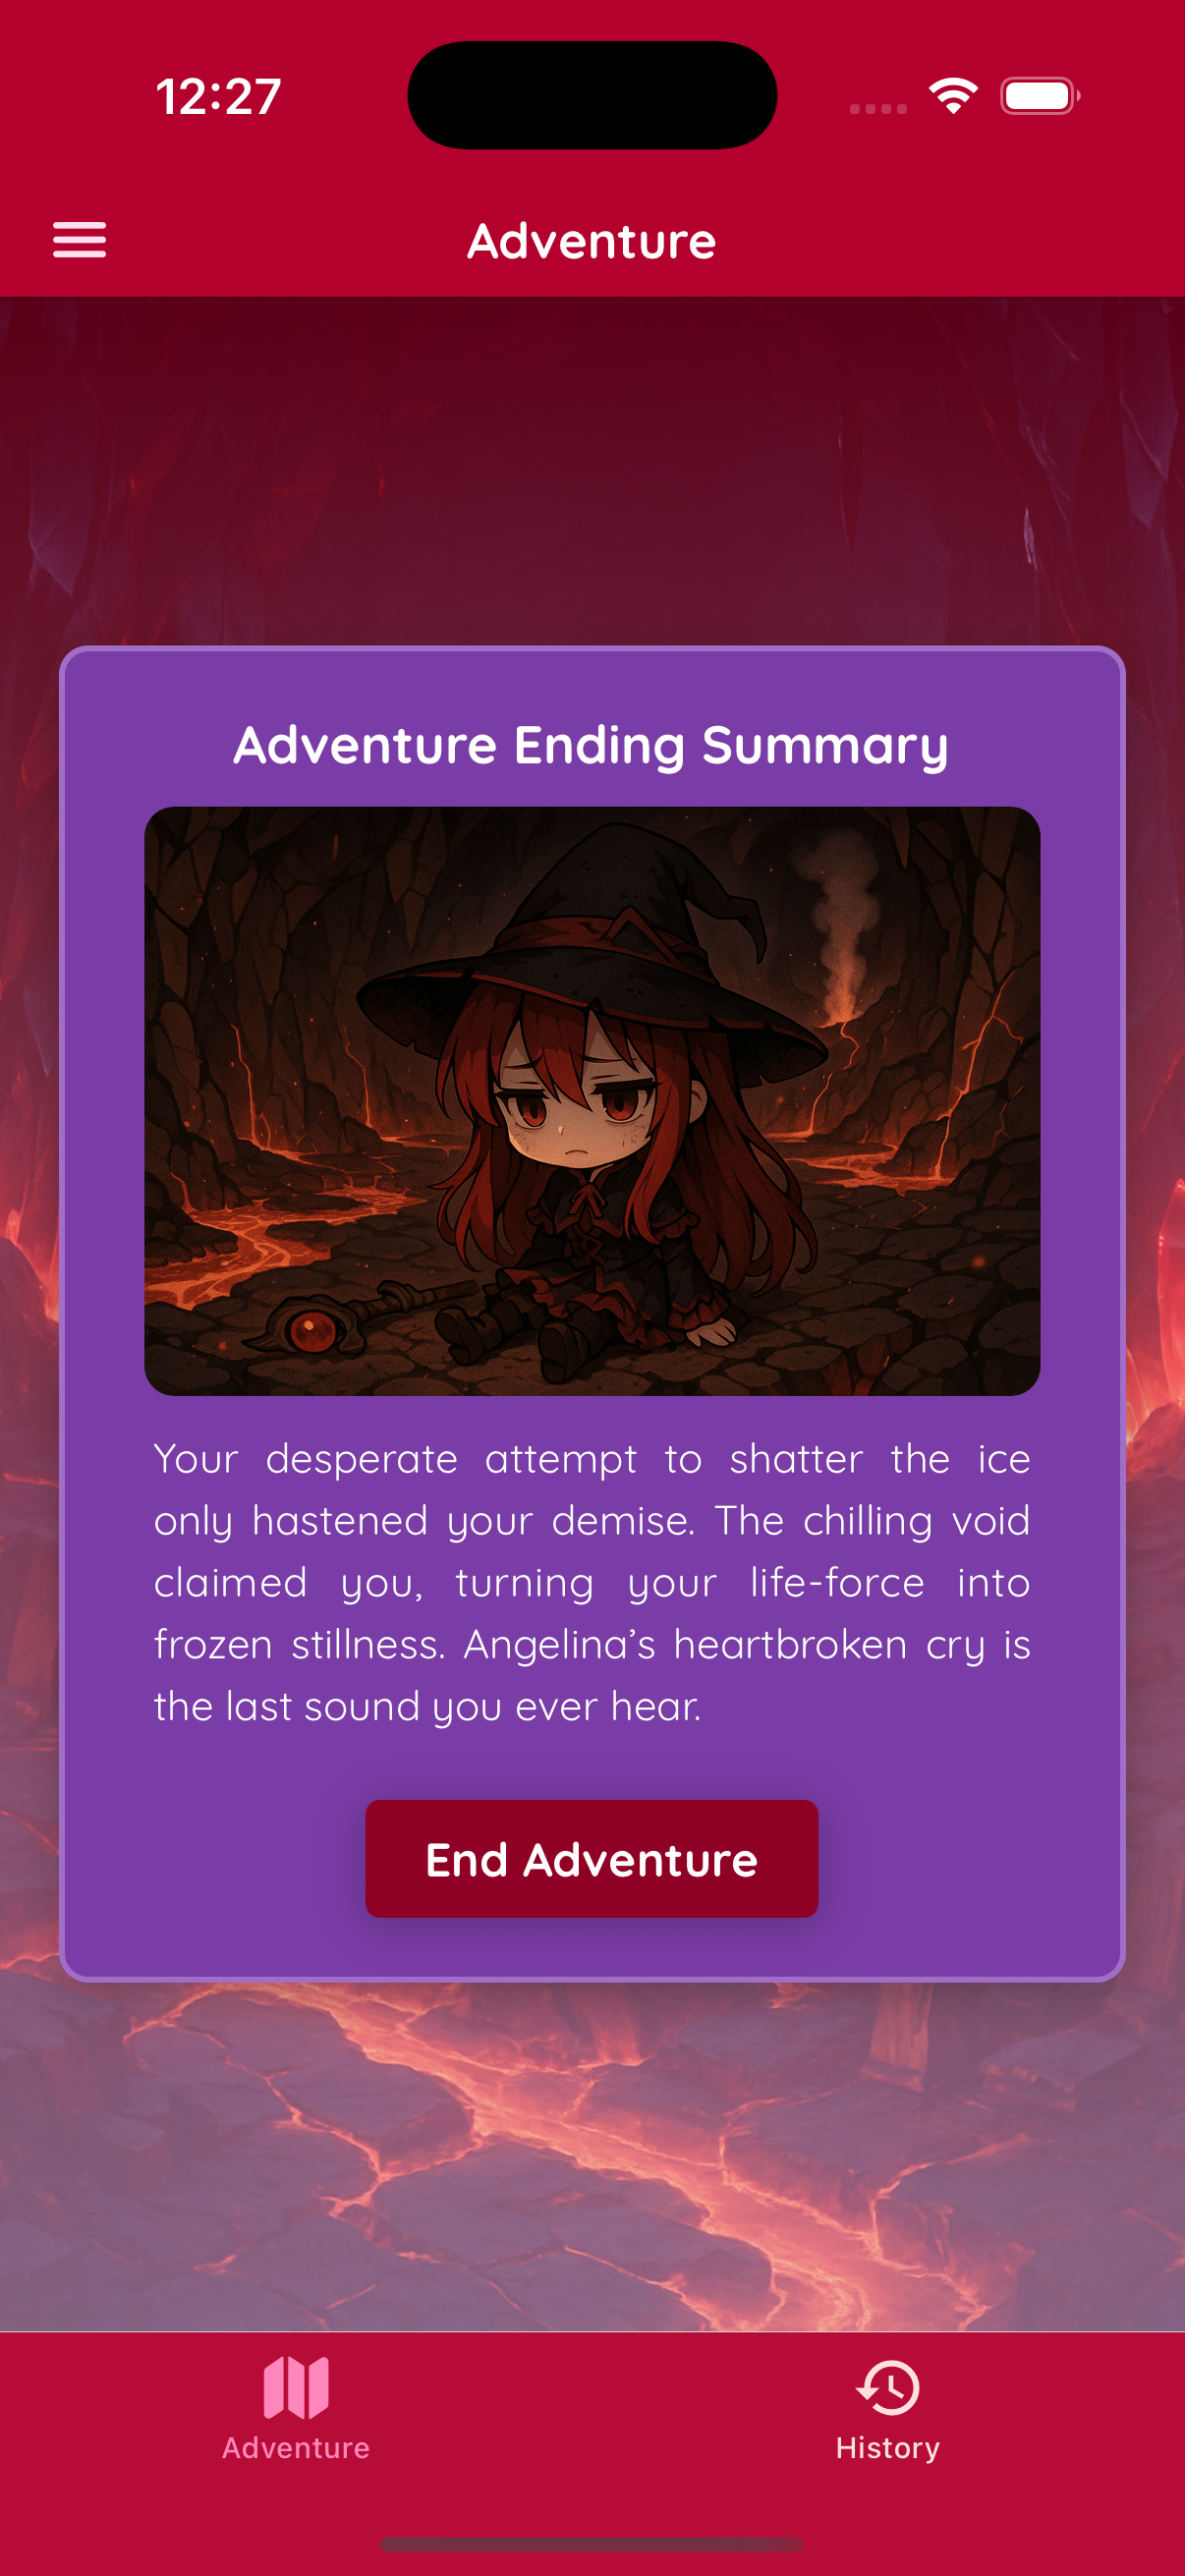 12:27
Adventure
Adventure Ending Summary
Your desperate attempt to shatter the ice
only hastened your demise. The chilling void
claimed you, turning your life-force into
frozen stillness. Angelina’s heartbroken cry is
the last sound you ever hear.
End Adventure
Adventure
History